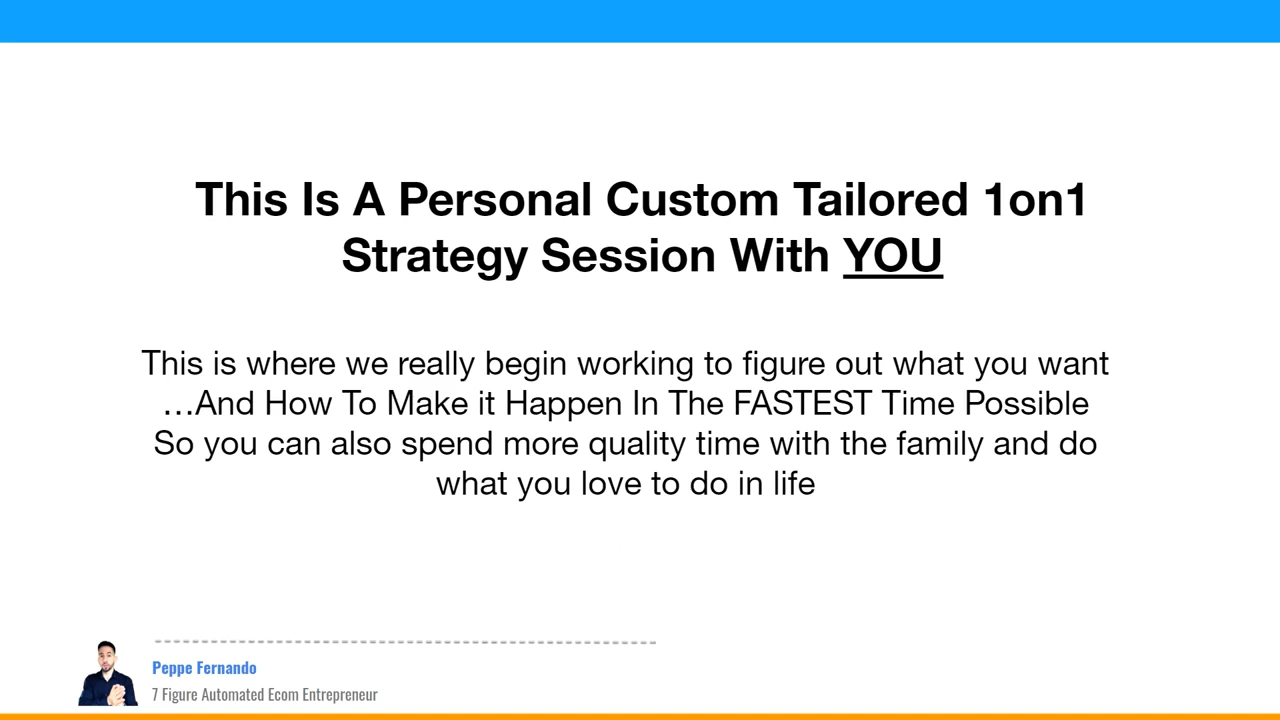 This Is A Personal Custom Tailored 1on1
Strategy Session With YOU
This is where we really begin working to figure out what you want
…And How To Make it Happen In The FASTEST Time Possible
So you can also spend more quality time with the family and do
what you love to do in life
Peppe Fernando
7 Figure Automated Ecom Entrepreneur